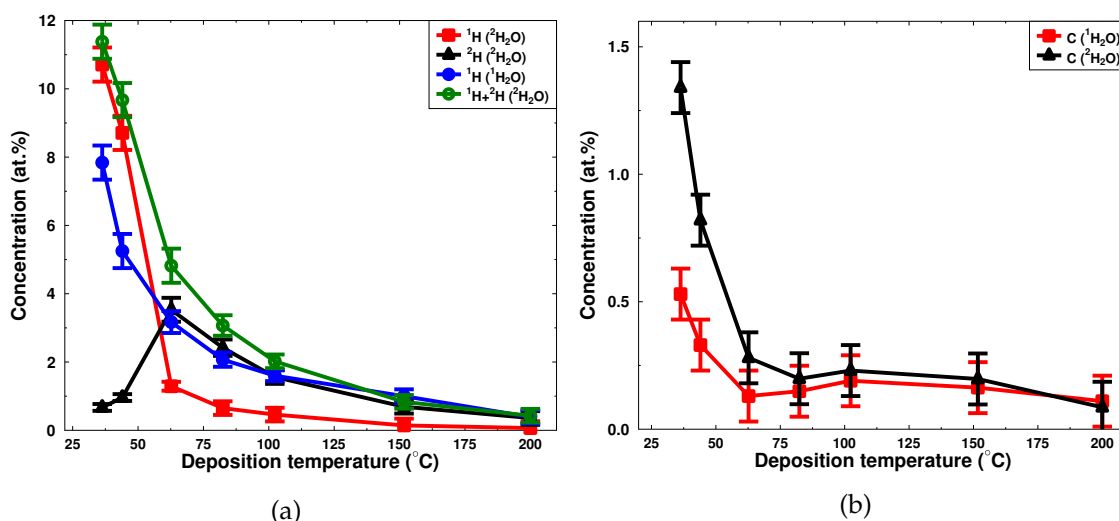 12
10
8
6
4
2
0
Concentration (at.%)
¹H (²H₂O)
²H (²H₂O)
¹H (¹H₂O)
¹H+²H (²H₂O)
25 50 75 100 125 150 175 200
Deposition temperature (°C)
(a)
1.5
1.0
0.5
0.0
Concentration (at.%)
C (¹H₂O)
C (²H₂O)
25 50 75 100 125 150 175 200
Deposition temperature (°C)
(b)